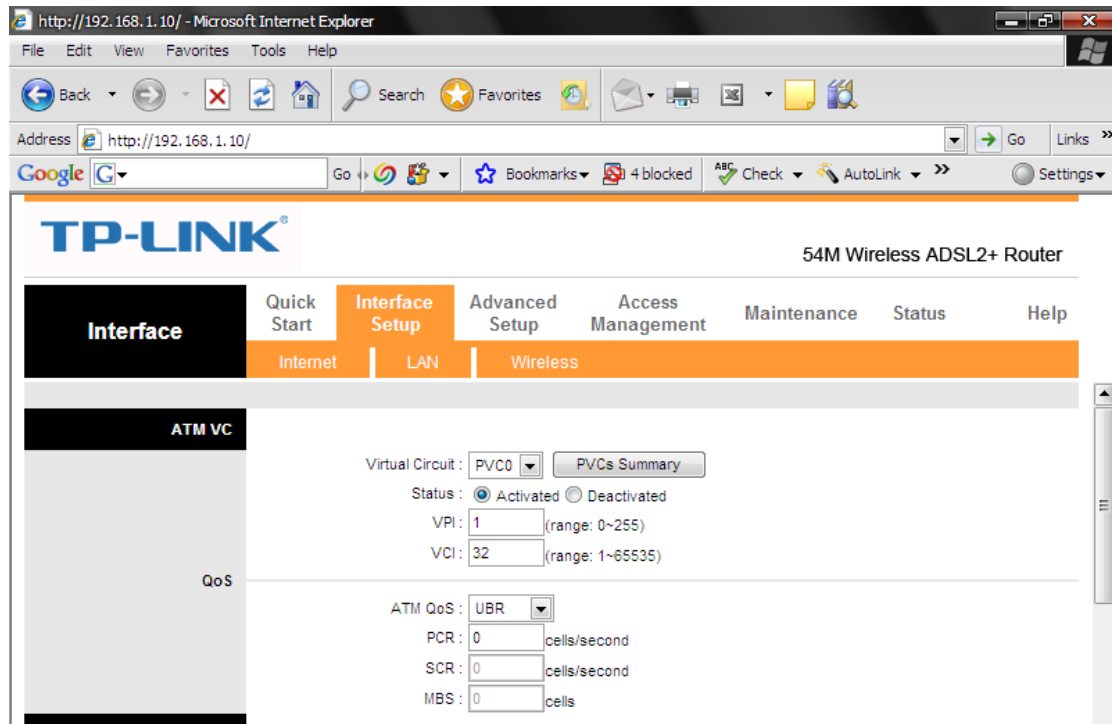 http://192.168.1.10/ - Microsoft Internet Explorer
File Edit View Favorites Tools Help
Back Search Favorites
Address http://192.168.1.10/ Go Links »
Google G Go Bookmarks 4 blocked ABC Check AutoLink » Settings
TP-LINK®
54M Wireless ADSL2+ Router
Interface
Quick Start Interface Setup Advanced Setup Access Management Maintenance Status Help
Internet LAN Wireless
ATM VC
Virtual Circuit : PVC0 PVCs Summary
Status : Activated Deactivated
VPI : 1 (range: 0~255)
VCI : 32 (range: 1~65535)
QoS
ATM QoS : UBR
PCR : 0 cells/second
SCR : 0 cells/second
MBS : 0 cells